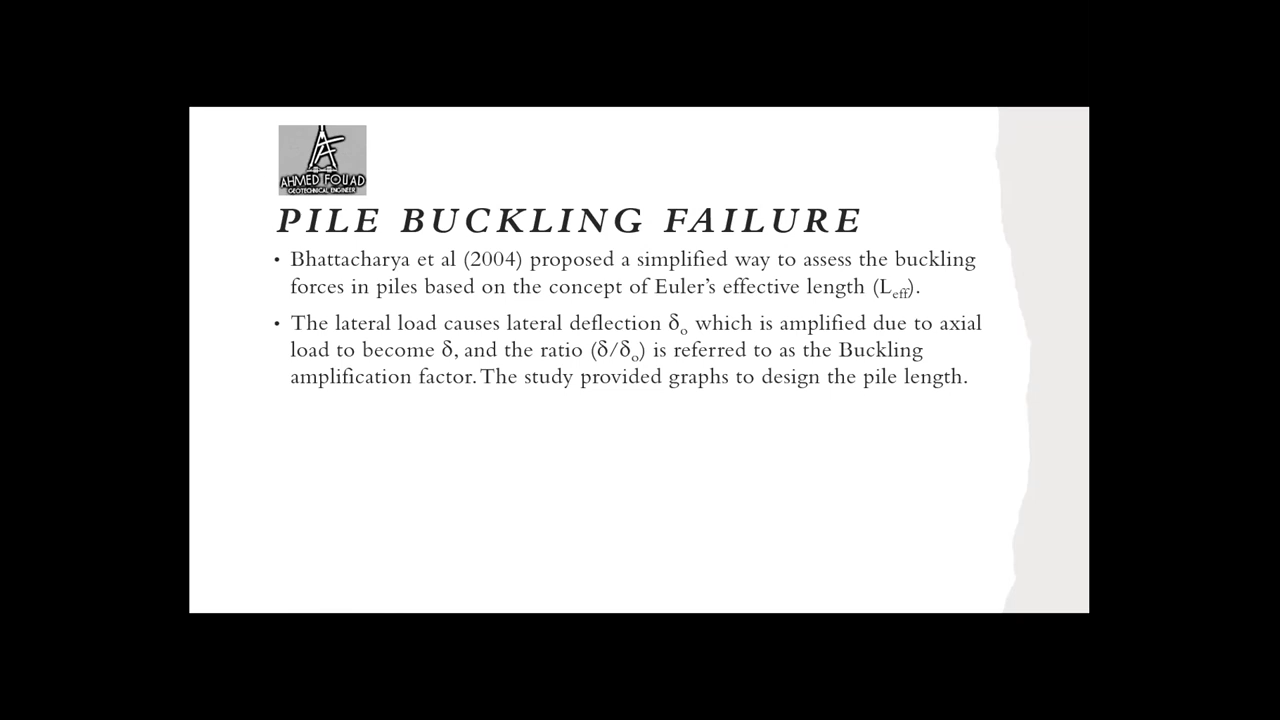 AHMED FOUAD
GEOTECHNICAL ENGINEER
PILE BUCKLING FAILURE
• Bhattacharya et al (2004) proposed a simplified way to assess the buckling
forces in piles based on the concept of Euler’s effective length (Leff).
• The lateral load causes lateral deflection δo which is amplified due to axial
load to become δ, and the ratio (δ/δo) is referred to as the Buckling
amplification factor. The study provided graphs to design the pile length.